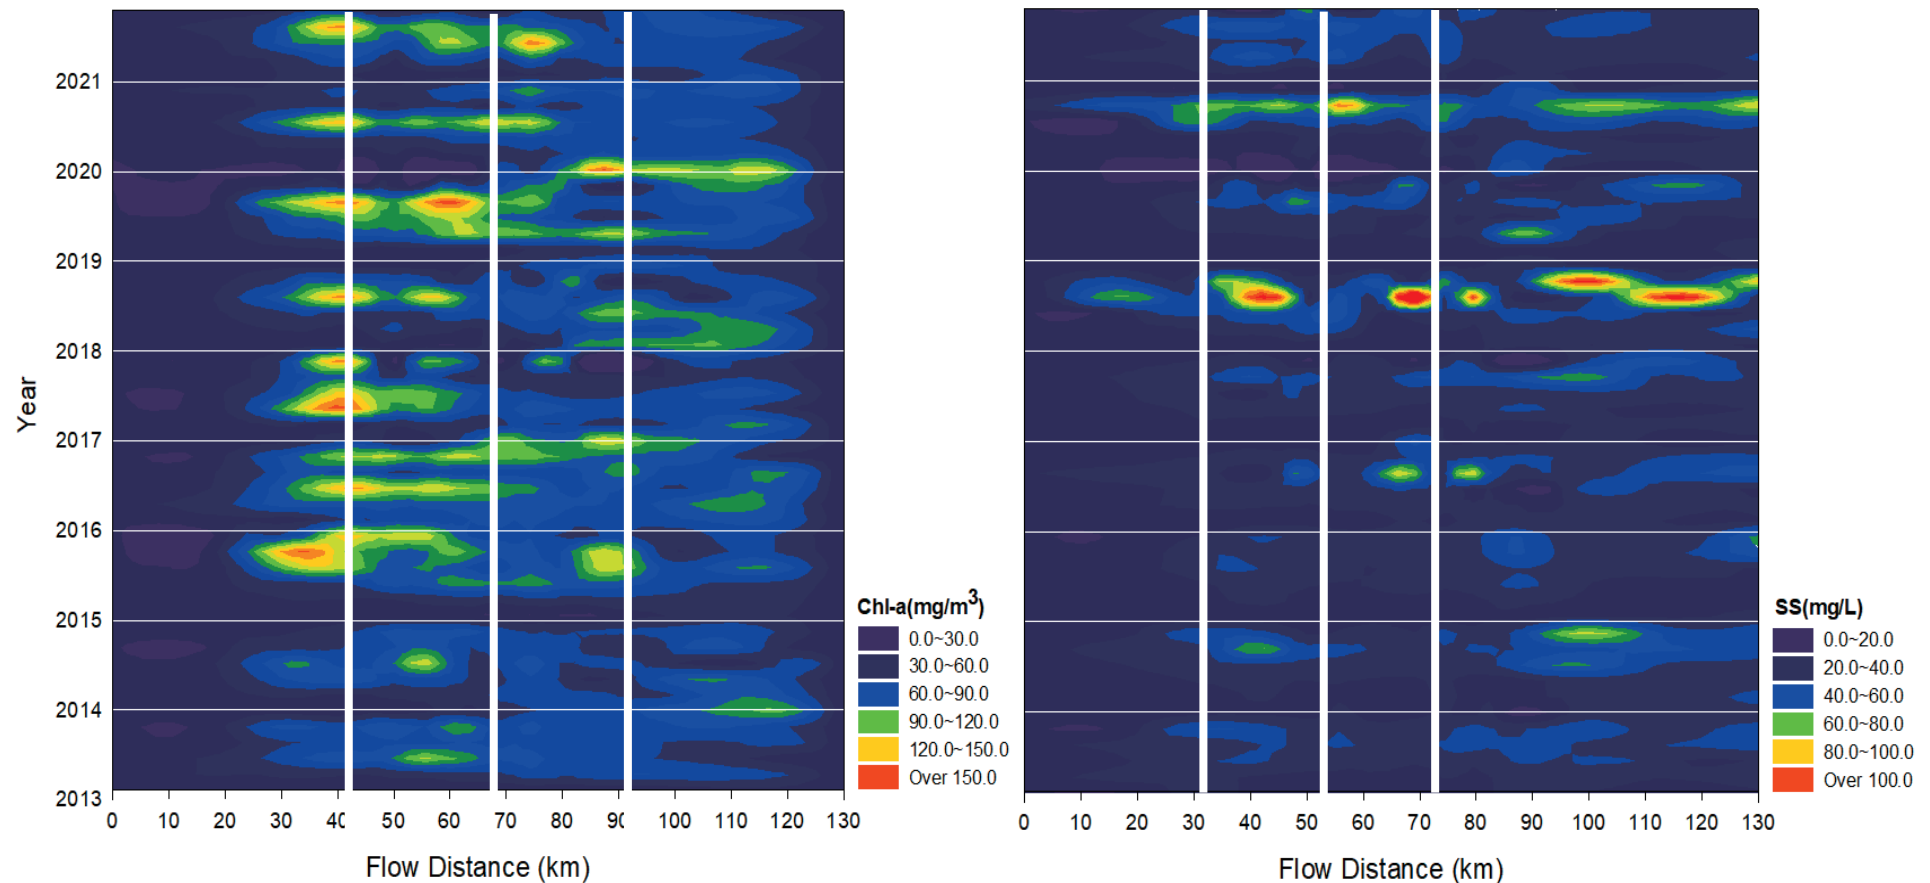 2021
2020
2019
2018
2017
2016
2015
2014
2013
Year
0 10 20 30 40 50 60 70 80 90 100 110 120 130
Flow Distance (km)
Chl-a(mg/m³)
0.0~30.0
30.0~60.0
60.0~90.0
90.0~120.0
120.0~150.0
Over 150.0
0 10 20 30 40 50 60 70 80 90 100 110 120 130
Flow Distance (km)
SS(mg/L)
0.0~20.0
20.0~40.0
40.0~60.0
60.0~80.0
80.0~100.0
Over 100.0